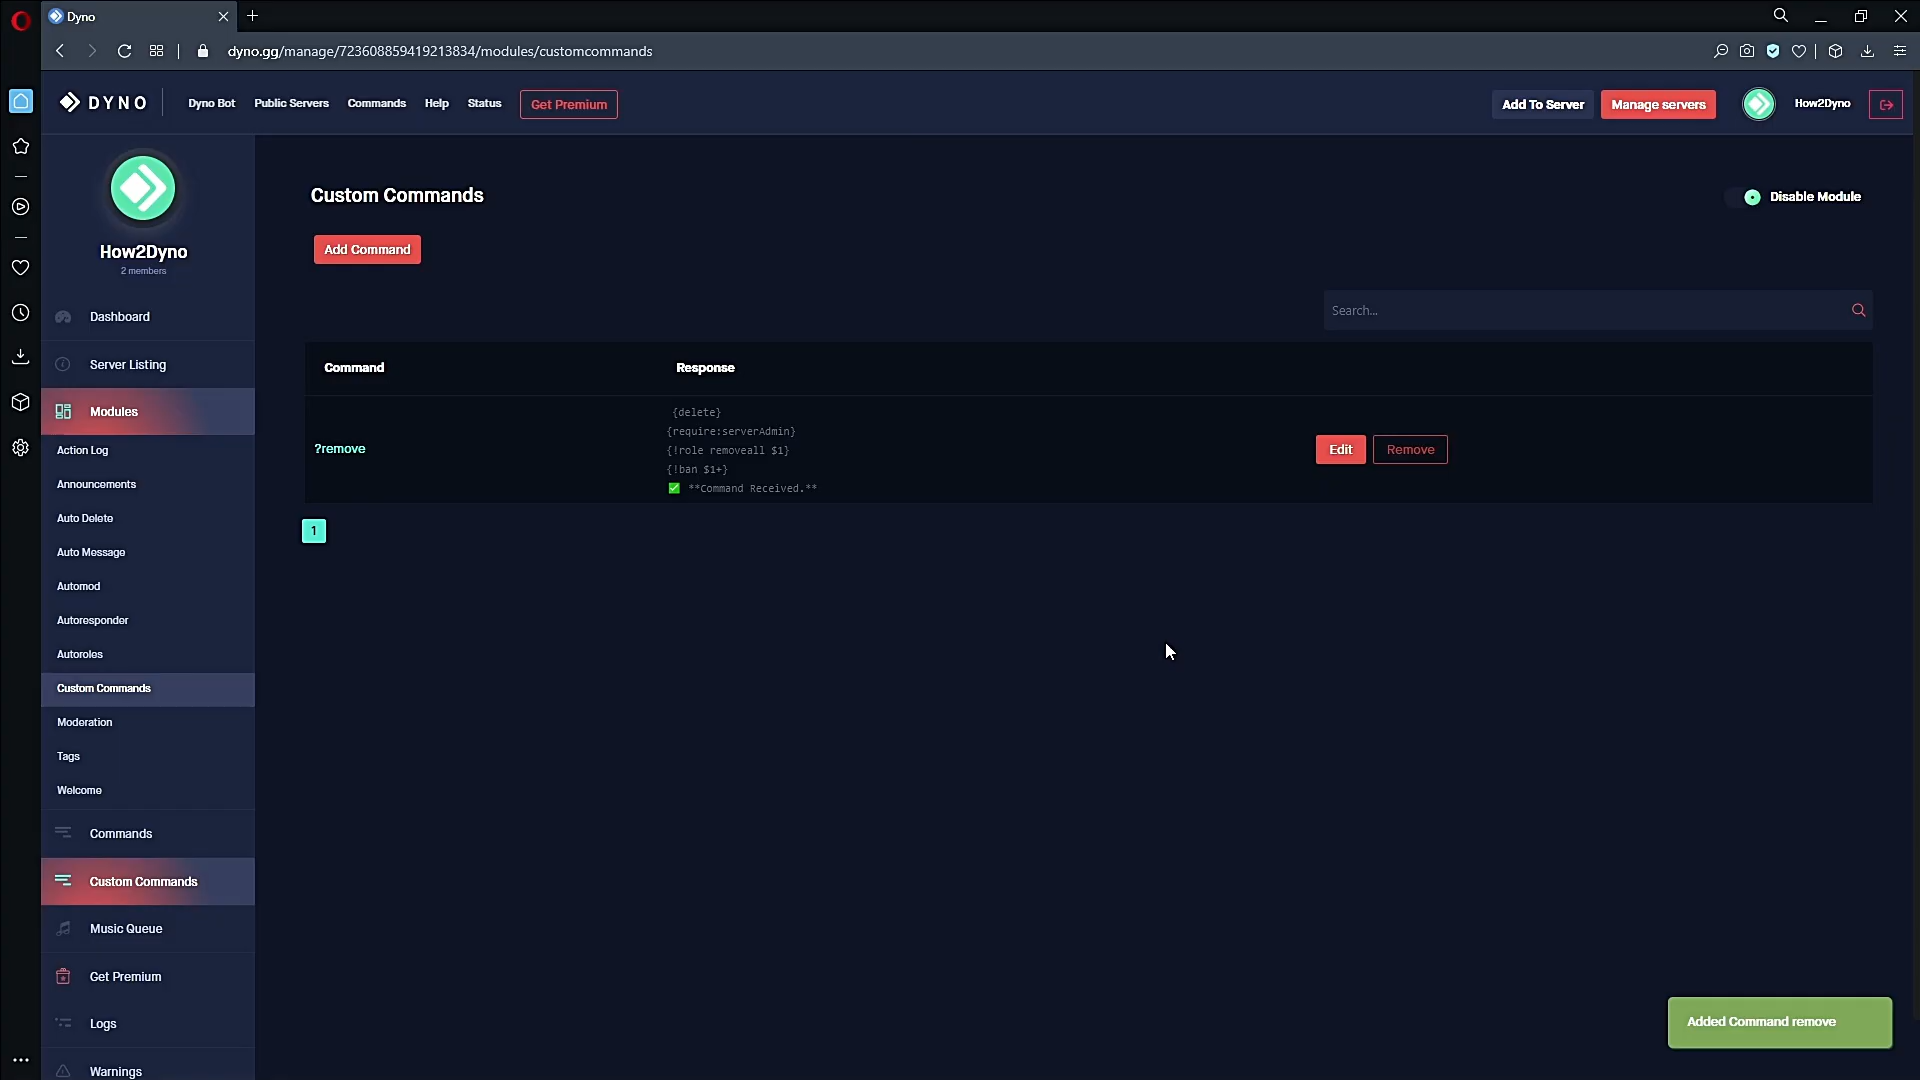 Dyno
dyno.gg/manage/723608859419213834/modules/customcommands
DYNO
Dyno Bot
Public Servers
Commands
Help
Status
Get Premium
Add To Server
Manage servers
How2Dyno
How2Dyno
2 members
Dashboard
Server Listing
Modules
Action Log
Announcements
Auto Delete
Auto Message
Automod
Autoresponder
Autoroles
Custom Commands
Moderation
Tags
Welcome
Commands
Custom Commands
Music Queue
Get Premium
Logs
Warnings
Custom Commands
Disable Module
Add Command
Search...
Command
Response
?remove
{delete}
{require:serverAdmin}
{!role removeall $1}
{!ban $1+}
✅ **Command Received.**
Edit
Remove
1
Added Command remove